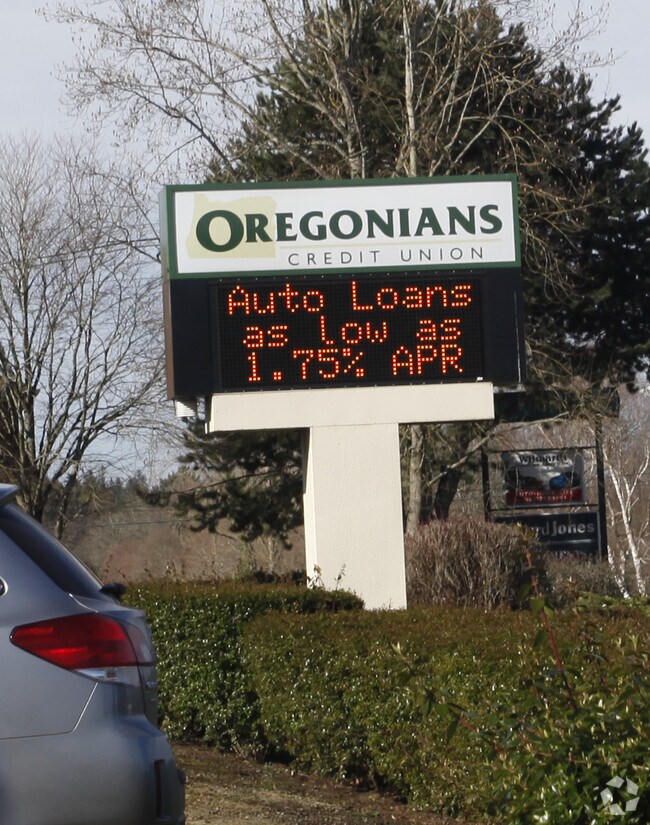 OREGONIANS
CREDIT UNION
Auto Loans
as low as
1.75% APR
Jones